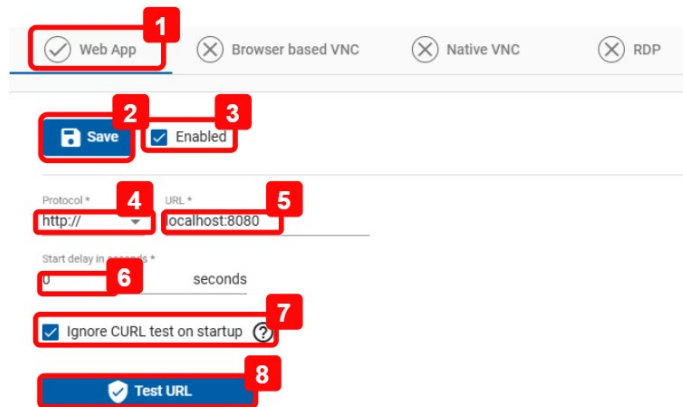 1
Web App Browser based VNC Native VNC RDP
2 3
Save Enabled
Protocol * 4 URL * 5
http:// localhost:8080
Start delay in seconds *
0 6 seconds
7
Ignore CURL test on startup ?
8
Test URL